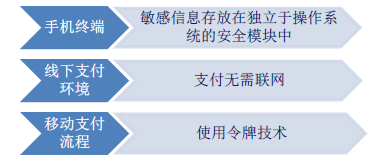 手机终端
敏感信息存放在独立于操作系
统的安全模块中
线下支付
环境
支付无需联网
移动支付
流程
使用令牌技术